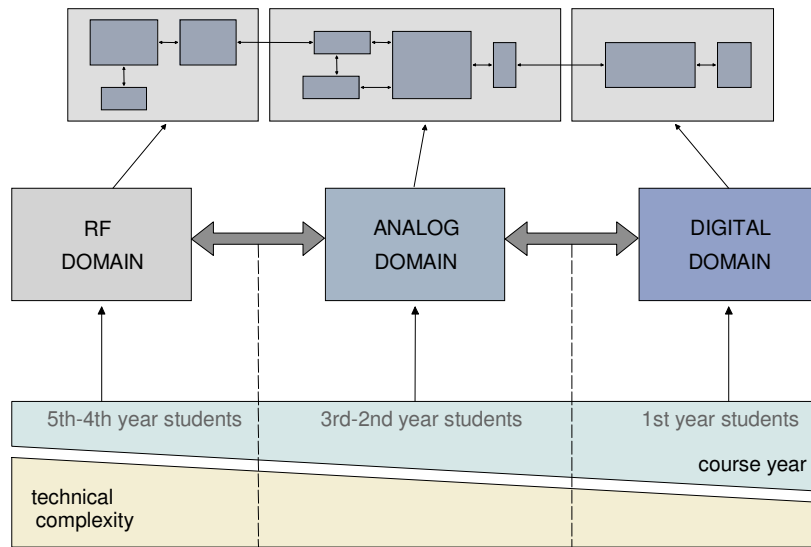 RF
DOMAIN
ANALOG
DOMAIN
DIGITAL
DOMAIN
5th-4th year students
3rd-2nd year students
1st year students
course year
technical
complexity